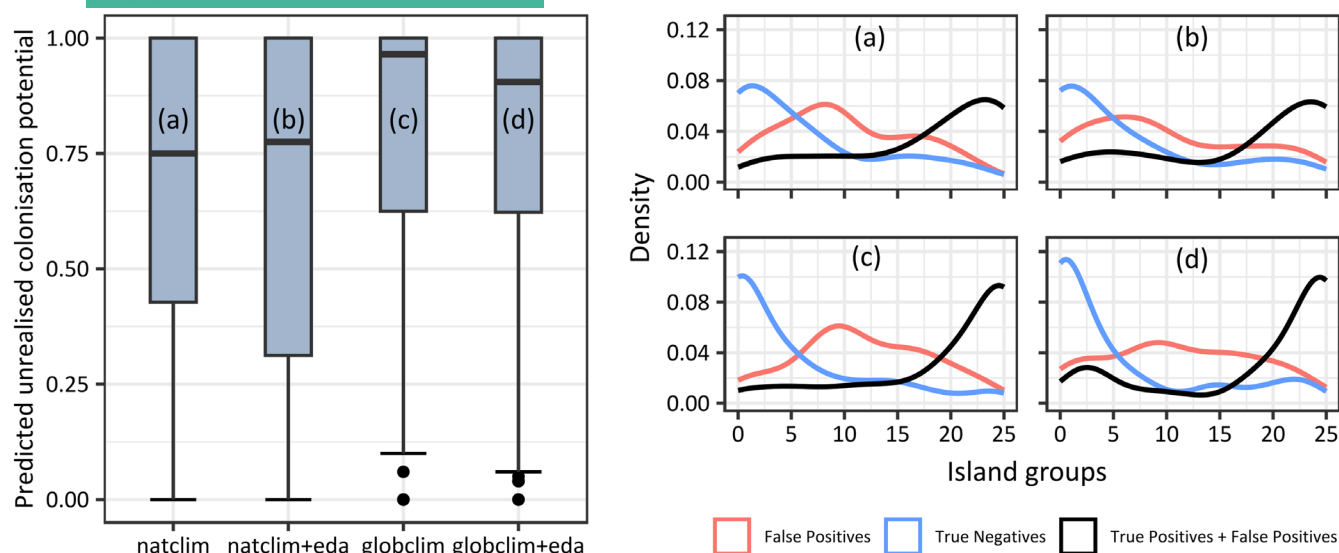 Predicted unrealised colonisation potential
1.00
0.75
0.50
0.25
0.00
(a)
(b)
(c)
(d)
natclim natclim+eda globclim globclim+eda
Density
0.12
0.08
0.04
0.00
(a)
(b)
0.12
0.08
0.04
0.00
(c)
(d)
0 5 10 15 20 25
0 5 10 15 20 25
Island groups
False Positives True Negatives True Positives + False Positives